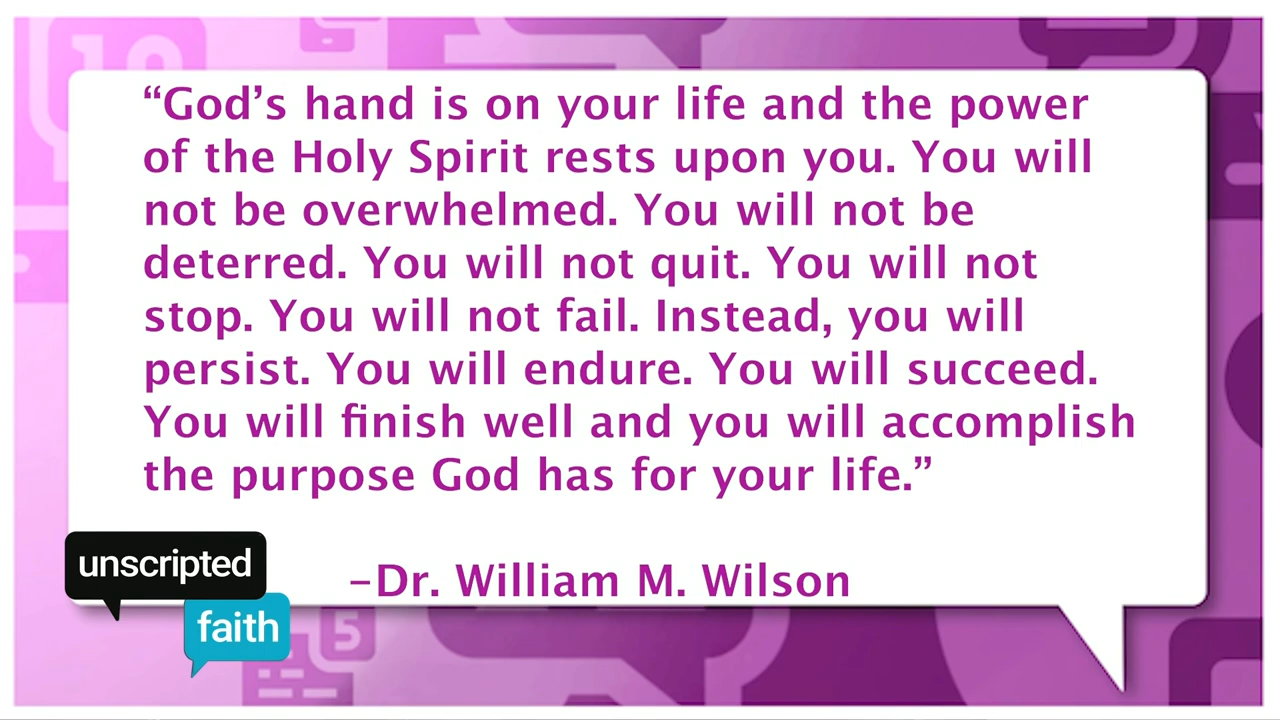 “God’s hand is on your life and the power
of the Holy Spirit rests upon you. You will
not be overwhelmed. You will not be
deterred. You will not quit. You will not
stop. You will not fail. Instead, you will
persist. You will endure. You will succeed.
You will finish well and you will accomplish
the purpose God has for your life.”
–Dr. William M. Wilson
unscripted
faith
10
5